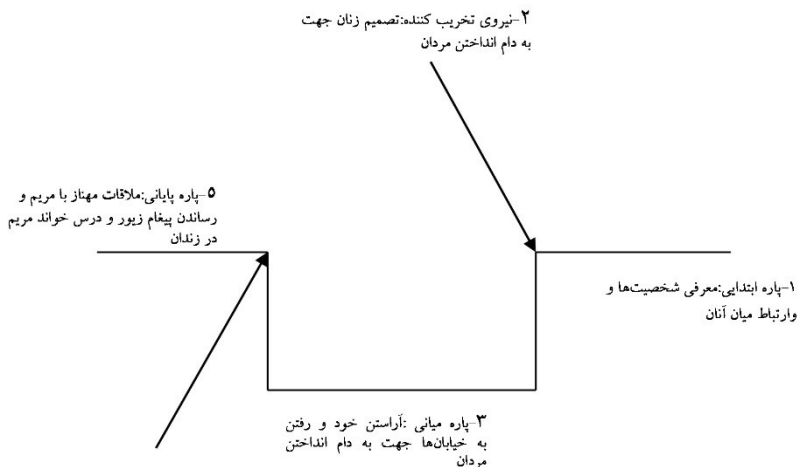 ۲-نیروی تخریب کننده:تصمیم زنان جهت
به دام انداختن مردان
۵-پاره پایانی:ملاقات مهناز با مریم و
رساندن پیغام زیور و درس خواند مریم
در زندان
۱-پاره ابتدایی:معرفی شخصیت‌ها و
وارتباط میان آنان
۳-پاره میانی :آراستن خود و رفتن
به خیابان‌ها جهت به دام انداختن
مردان